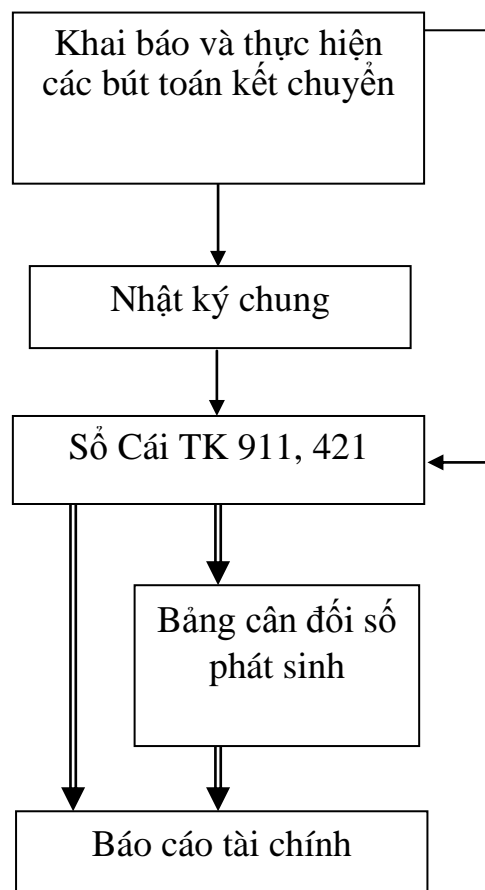 Khai báo và thực hiện
các bút toán kết chuyển
Nhật ký chung
Sổ Cái TK 911, 421
Bảng cân đối số
phát sinh
Báo cáo tài chính